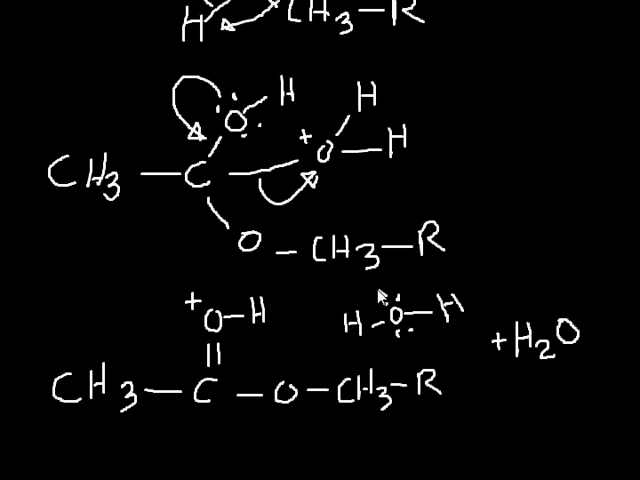 H CH3-R
O H H
+
CH3 - C - O - H
O - CH3 - R
+O-H H-O-H + H2O
||
CH3 - C - O - CH3 - R